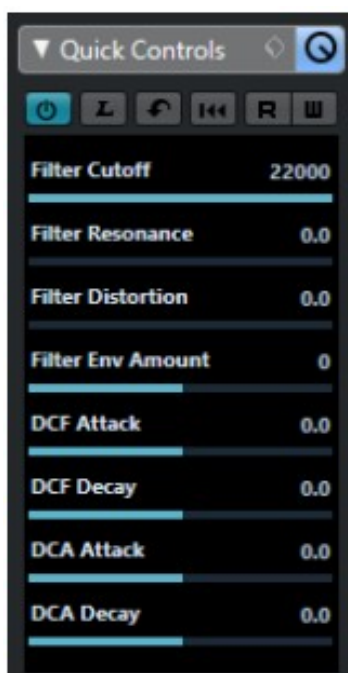 Quick Controls
L R W
Filter Cutoff 22000
Filter Resonance 0.0
Filter Distortion 0.0
Filter Env Amount 0
DCF Attack 0.0
DCF Decay 0.0
DCA Attack 0.0
DCA Decay 0.0